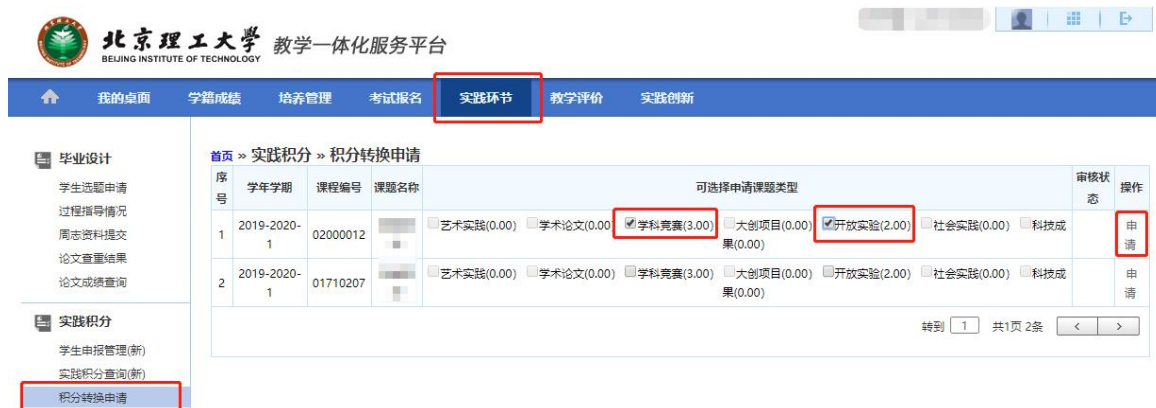 北京理工大学 教学一体化服务平台
BEIJING INSTITUTE OF TECHNOLOGY
我的桌面 学籍成绩 培养管理 考试报名 实践环节 教学评价 实践创新
毕业设计
学生选题申请
过程指导情况
周志资料提交
论文查重结果
论文成绩查询
实践积分
学生申报管理(新)
实践积分查询(新)
积分转换申请
首页 » 实践积分 » 积分转换申请
序号 学年学期 课程编号 课题名称 可选择申请课题类型 审核状态 操作
1 2019-2020-1 02000012 艺术实践(0.00) 学术论文(0.00) 学科竞赛(3.00) 大创项目(0.00) 开放实验(2.00) 社会实践(0.00) 科技成果(0.00) 申请
2 2019-2020-1 01710207 艺术实践(0.00) 学术论文(0.00) 学科竞赛(3.00) 大创项目(0.00) 开放实验(2.00) 社会实践(0.00) 科技成果(0.00) 申请
转到 1 共1页 2条 < >